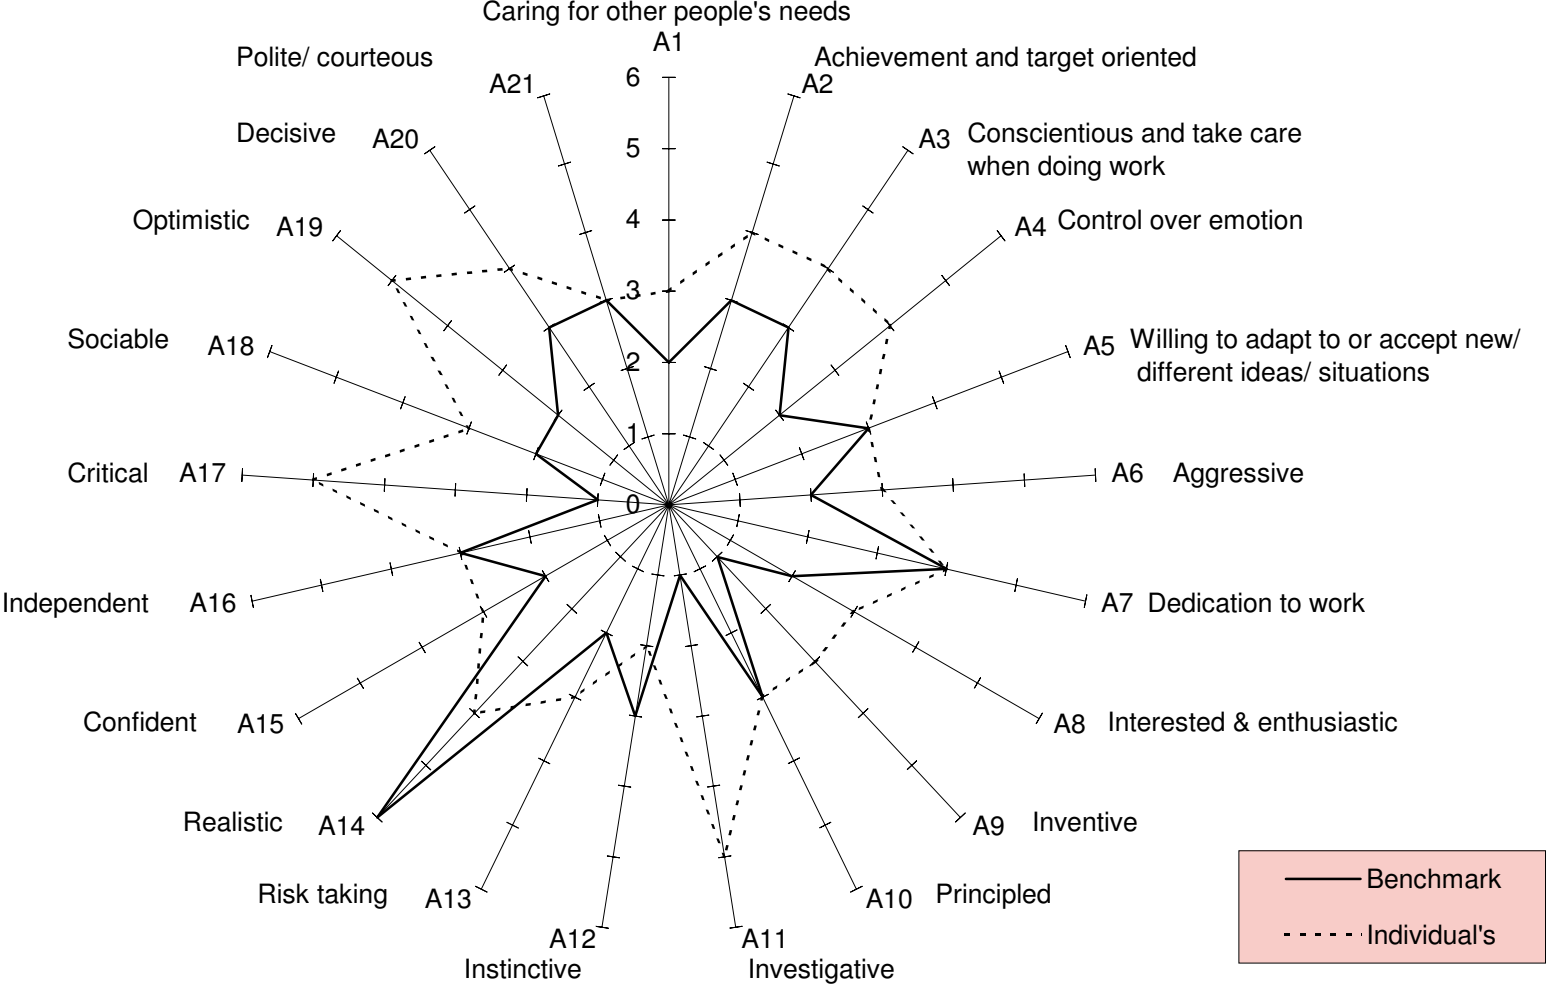 Caring for other people's needs
A1
Polite/ courteous
A21
Achievement and target oriented
A2
Decisive
A20
A3
Conscientious and take care
when doing work
Optimistic
A19
A4
Control over emotion
Sociable
A18
A5
Willing to adapt to or accept new/
different ideas/ situations
Critical
A17
A6
Aggressive
Independent
A16
A7
Dedication to work
Confident
A15
A8
Interested & enthusiastic
Realistic
A14
A9
Inventive
Risk taking
A13
A10
Principled
A12
Instinctive
A11
Investigative
6
5
4
3
2
1
0
Benchmark
Individual's